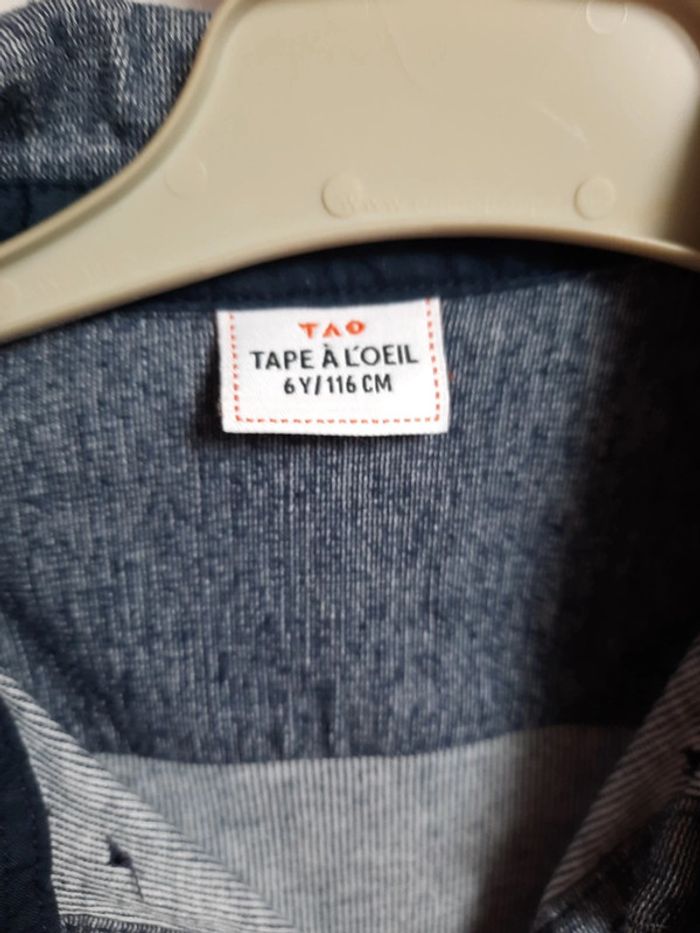 TAO
TAPE À L'OEIL
6Y/116 CM